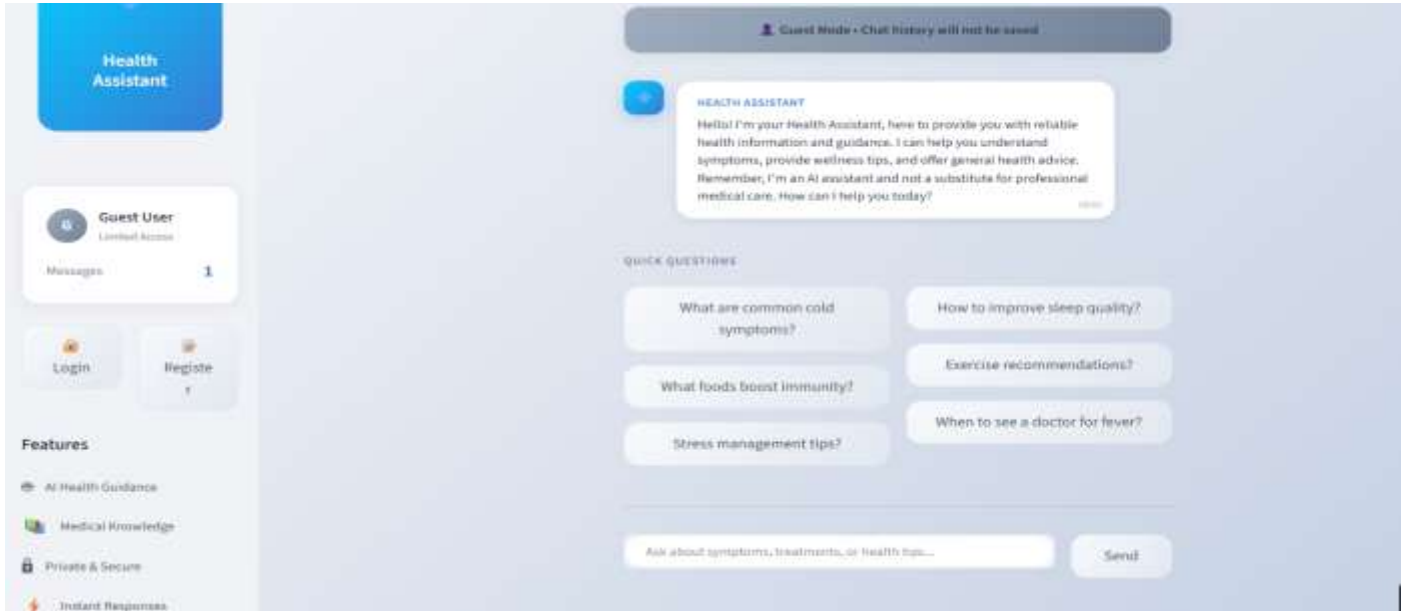 Health
Assistant
Guest User
Limited Access
Messages 1
Login
Registe
r
Features
AI Health Guidance
Medical Knowledge
Private & Secure
Instant Responses
Guest Mode • Chat history will not be saved
HEALTH ASSISTANT
Hello! I'm your Health Assistant, here to provide you with reliable
health information and guidance. I can help you understand
symptoms, provide wellness tips, and offer general health advice.
Remember, I'm an AI assistant and not a substitute for professional
medical care. How can I help you today?
QUICK QUESTIONS
What are common cold
symptoms?
How to improve sleep quality?
What foods boost immunity?
Exercise recommendations?
Stress management tips?
When to see a doctor for fever?
Ask about symptoms, treatments, or health tips...
Send